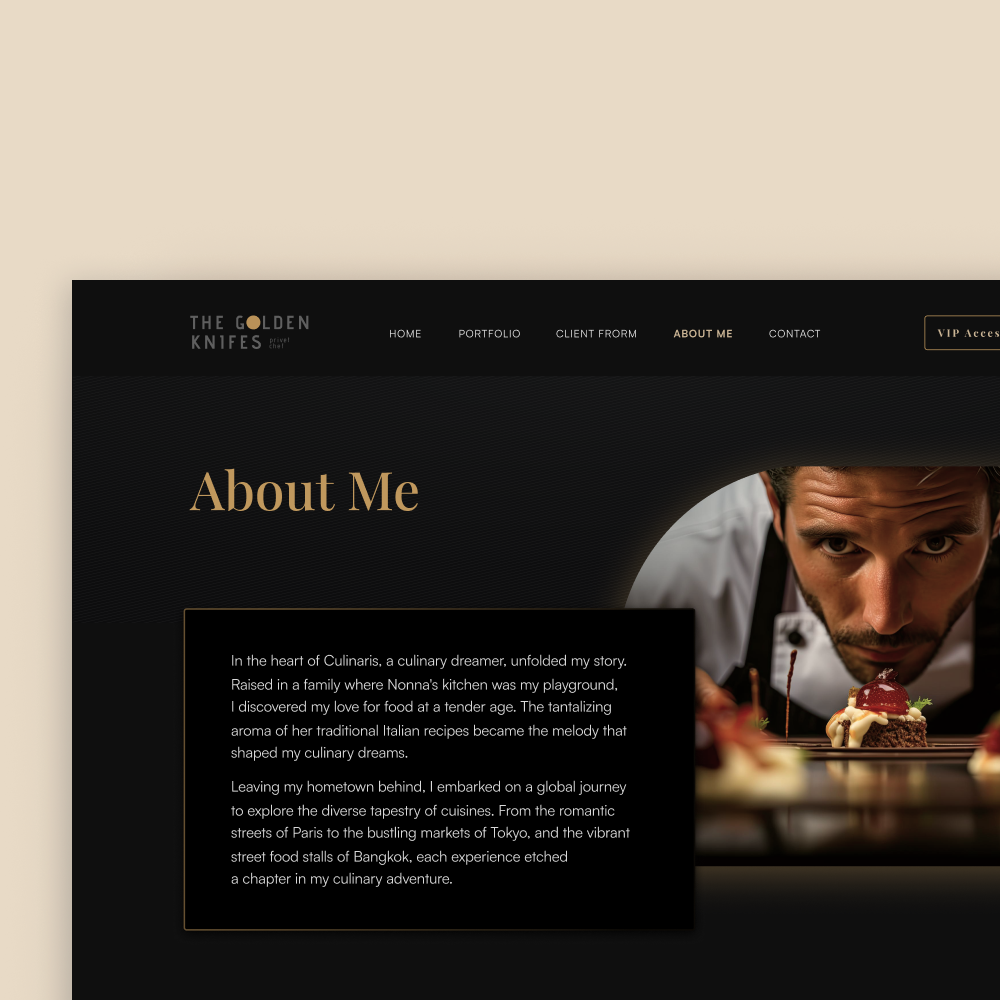 THE GOLDEN
KNIFES privet
chef
HOME PORTFOLIO CLIENT FRORM ABOUT ME CONTACT VIP Acces
About Me
In the heart of Culinaris, a culinary dreamer, unfolded my story.
Raised in a family where Nonna's kitchen was my playground,
I discovered my love for food at a tender age. The tantalizing
aroma of her traditional Italian recipes became the melody that
shaped my culinary dreams.
Leaving my hometown behind, I embarked on a global journey
to explore the diverse tapestry of cuisines. From the romantic
streets of Paris to the bustling markets of Tokyo, and the vibrant
street food stalls of Bangkok, each experience etched
a chapter in my culinary adventure.